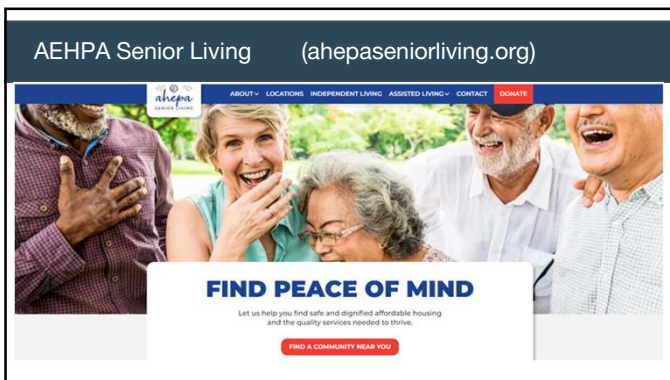 AEHPA Senior Living (ahepaseniorliving.org)
ahepa
SENIOR LIVING
ABOUT LOCATIONS INDEPENDENT LIVING ASSISTED LIVING CONTACT DONATE
FIND PEACE OF MIND
Let us help you find safe and dignified affordable housing
and the quality services needed to thrive.
FIND A COMMUNITY NEAR YOU